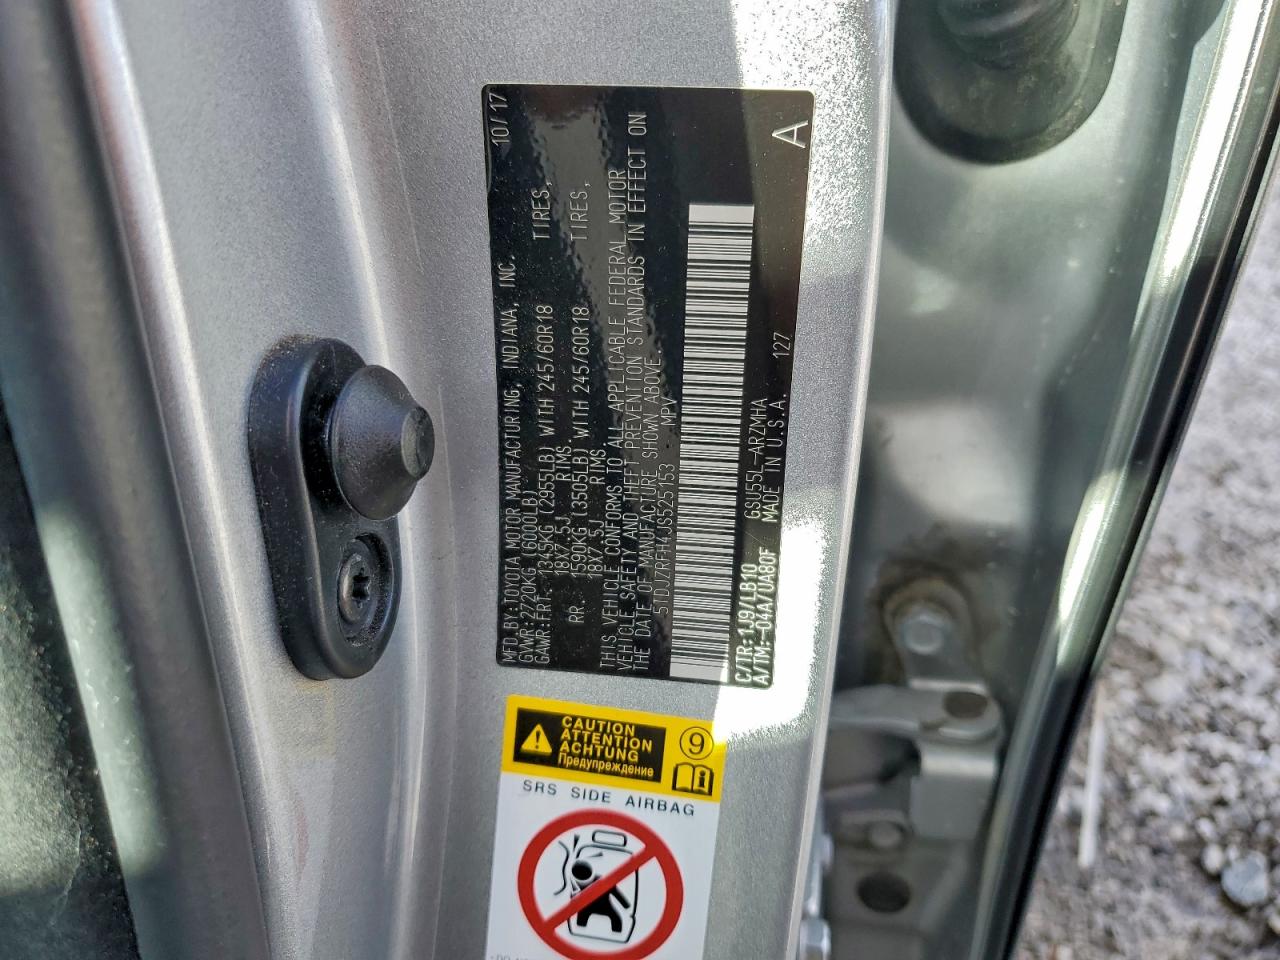 MFD.BY:TOYOTA MOTOR MANUFACTURING, INDIANA, INC. 10/17
GVWR:2720KG (6000LB)
GAWR:FRT. 1345KG (2955LB) WITH 245/60R18 TIRES,
18X7.5J RIMS
RR. 1590KG (3505LB) WITH 245/60R18 TIRES,
18X7.5J RIMS
THIS VEHICLE CONFORMS TO ALL APPLICABLE FEDERAL MOTOR
VEHICLE SAFETY AND THEFT PREVENTION STANDARDS IN EFFECT ON
THE DATE OF MANUFACTURE SHOWN ABOVE.
5TDJZRFH4JS525153 MPV
C/TR:1J9/LB10 GSU55L-ARZMHA
A/TM:-04A/UA80F MADE IN U.S.A. 127
A
CAUTION
ATTENTION
ACHTUNG
Предупреждение
9
SRS SIDE AIRBAG